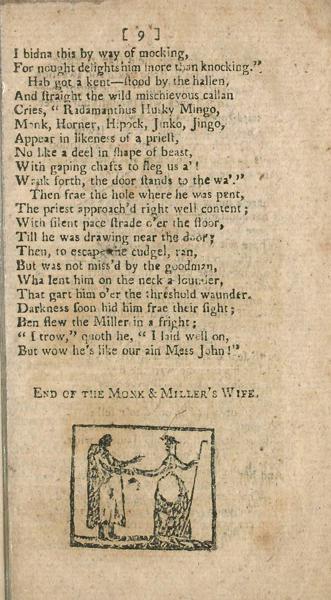 [ 9 ]
I bidna this by way of mocking,
For nought delights him more than knocking."
Hab got a kent—stood by the hallen,
And straight the wild mischievous callan
Cries, "Radamanthus Husky Mingo,
Monk, Horner, Hipock, Jinko, Jingo,
Appear in likeness of a priest,
No like a deel in shape of beast,
With gaping chafts to fleg us a'!
Wauk forth, the door stands to the wa'."
Then frae the hole where he was pent,
The priest approach'd right well content;
With silent pace strade o'er the floor,
Till he was drawing near the door;
Then, to escape the cudgel, ran,
But was not miss'd by the goodman,
Wha lent him on the neck a lounder,
That gart him o'er the threshold waunder.
Darkness soon hid him frae their sight;
Ben flew the Miller in a fright;
"I trow," quoth he, "I laid well on,
But wow he's like our ain Mess John!"
END OF THE MONK & MILLER'S WIFE.